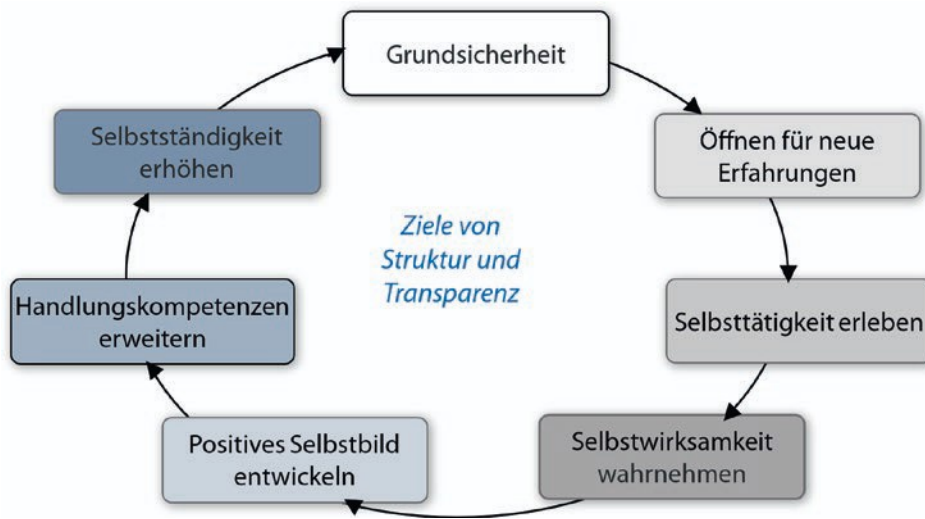 Grundsicherheit
Öffnen für neue
Erfahrungen
Selbsttätigkeit erleben
Selbstwirksamkeit
wahrnehmen
Positives Selbstbild
entwickeln
Handlungskompetenzen
erweitern
Selbstständigkeit
erhöhen
Ziele von
Struktur und
Transparenz